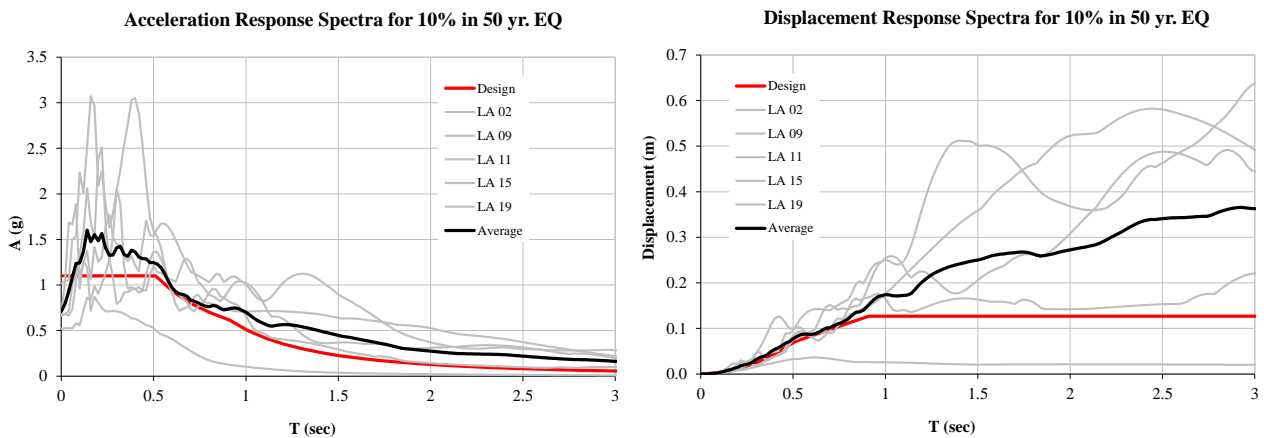 Acceleration Response Spectra for 10% in 50 yr. EQ
3.5
3
2.5
2
1.5
1
0.5
0
A (g)
0 0.5 1 1.5 2 2.5 3
T (sec)
Design
LA 02
LA 09
LA 11
LA 15
LA 19
Average
Displacement Response Spectra for 10% in 50 yr. EQ
0.7
0.6
0.5
0.4
0.3
0.2
0.1
0.0
Displacement (m)
0 0.5 1 1.5 2 2.5 3
T (sec)
Design
LA 02
LA 09
LA 11
LA 15
LA 19
Average